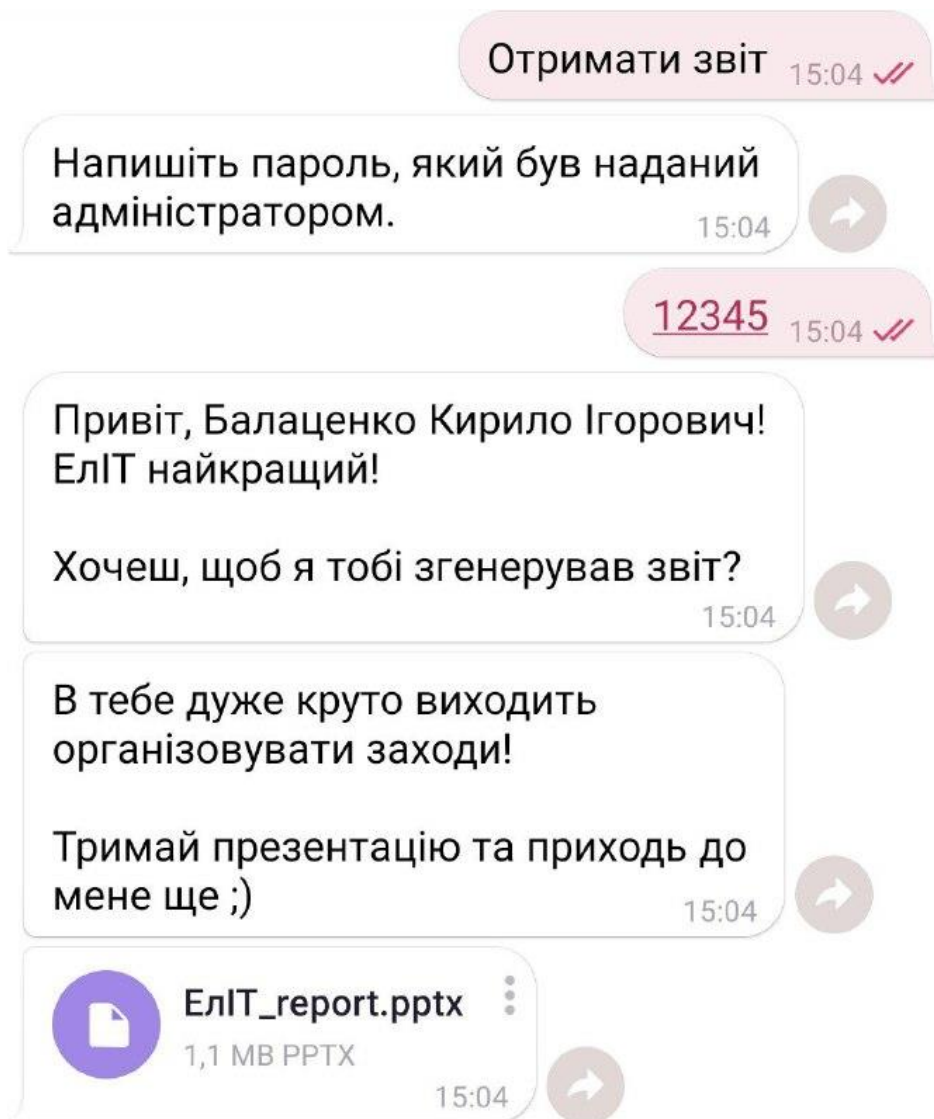 Отримати звіт 15:04
Напишіть пароль, який був наданий
адміністратором. 15:04
12345 15:04
Привіт, Балаценко Кирило Ігорович!
ЕлІТ найкращий!
Хочеш, щоб я тобі згенерував звіт?
15:04
В тебе дуже круто виходить
організовувати заходи!
Тримай презентацію та приходь до
мене ще ;) 15:04
ЕлІТ_report.pptx
1,1 MB PPTX
15:04